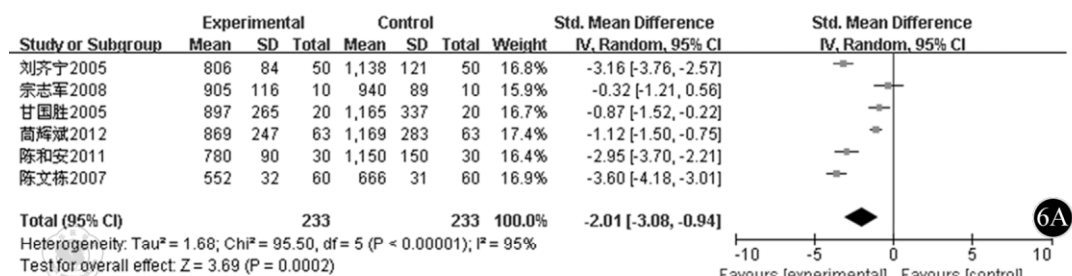 Experimental Control Std. Mean Difference Std. Mean Difference
Study or Subgroup Mean SD Total Mean SD Total Weight IV, Random, 95% CI IV, Random, 95% CI
刘齐宁2005 806 84 50 1,138 121 50 16.8% -3.16 [-3.76, -2.57]
宗志军2008 905 116 10 940 89 10 15.9% -0.32 [-1.21, 0.56]
甘国胜2005 897 265 20 1,165 337 20 16.7% -0.87 [-1.52, -0.22]
蔄辉斌2012 869 247 63 1,169 283 63 17.4% -1.12 [-1.50, -0.75]
陈和安2011 780 90 30 1,150 150 30 16.4% -2.95 [-3.70, -2.21]
陈文栋2007 552 32 60 666 31 60 16.9% -3.60 [-4.18, -3.01]
Total (95% CI) 233 233 100.0% -2.01 [-3.08, -0.94]
6A
Heterogeneity: Tau² = 1.68; Chi² = 95.50, df = 5 (P < 0.00001); I² = 95%
Test for overall effect: Z = 3.69 (P = 0.0002)
-10 -5 0 5 10
Favours [experimental] Favours [control]